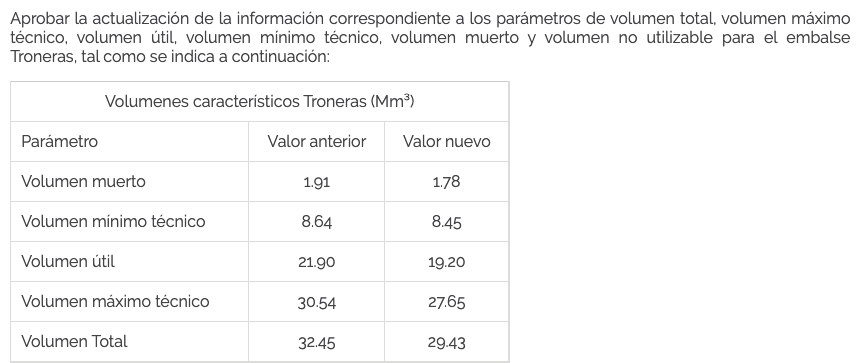 Aprobar la actualización de la información correspondiente a los parámetros de volumen total, volumen máximo
técnico, volumen útil, volumen mínimo técnico, volumen muerto y volumen no utilizable para el embalse
Troneras, tal como se indica a continuación:
Volumenes característicos Troneras (Mm³)
Parámetro Valor anterior Valor nuevo
Volumen muerto 1.91 1.78
Volumen mínimo técnico 8.64 8.45
Volumen útil 21.90 19.20
Volumen máximo técnico 30.54 27.65
Volumen Total 32.45 29.43